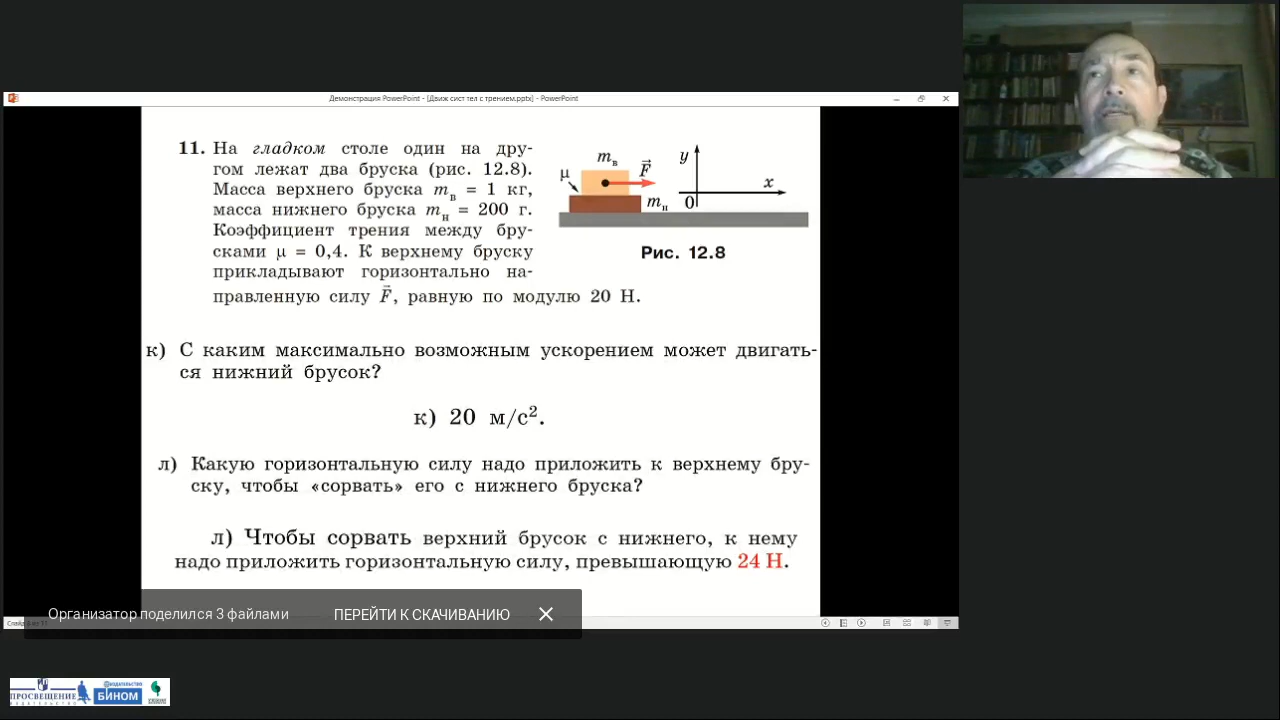 Демонстрация PowerPoint - [Движ сист тел с трением.pptx] - PowerPoint
11. На гладком столе один на дру-
гом лежат два бруска (рис. 12.8).
Масса верхнего бруска mв = 1 кг,
масса нижнего бруска mн = 200 г.
Коэффициент трения между бру-
сками μ = 0,4. К верхнему бруску
прикладывают горизонтально на-
правленную силу F⃗, равную по модулю 20 Н.
mв
μ
F⃗
mн
y
x
0
Рис. 12.8
к) С каким максимально возможным ускорением может двигать-
ся нижний брусок?
к) 20 м/с².
л) Какую горизонтальную силу надо приложить к верхнему бру-
ску, чтобы «сорвать» его с нижнего бруска?
л) Чтобы сорвать верхний брусок с нижнего, к нему
надо приложить горизонтальную силу, превышающую 24 Н.
Организатор поделился 3 файлами
ПЕРЕЙТИ К СКАЧИВАНИЮ
ПРОСВЕЩЕНИЕ
ИЗДАТЕЛЬСТВО
БИНОМ